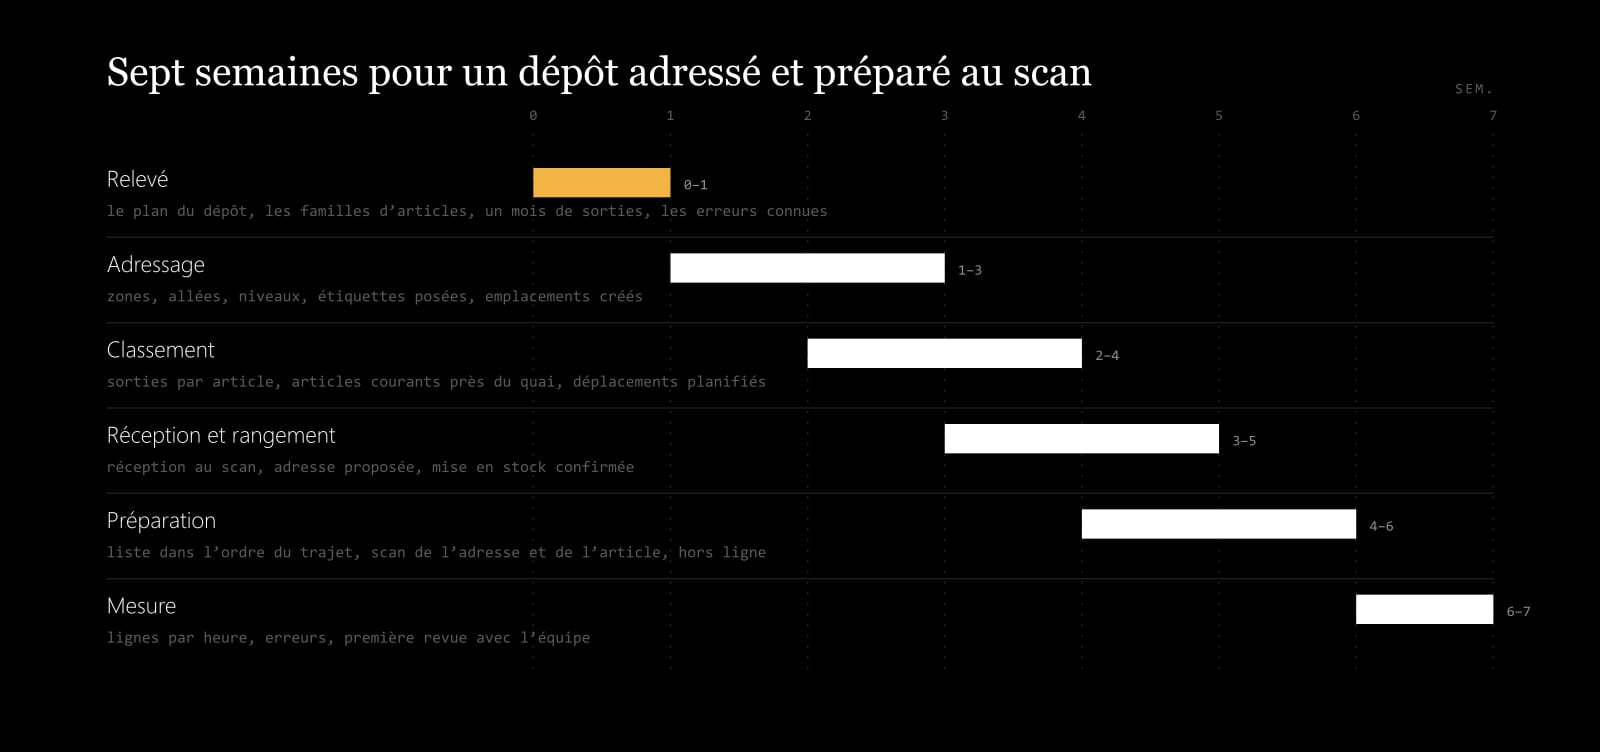 Sept semaines pour un dépôt adressé et préparé au scan
SEM.
0 1 2 3 4 5 6 7
Relevé
0–1
le plan du dépôt, les familles d’articles, un mois de sorties, les erreurs connues
Adressage
1–3
zones, allées, niveaux, étiquettes posées, emplacements créés
Classement
2–4
sorties par article, articles courants près du quai, déplacements planifiés
Réception et rangement
3–5
réception au scan, adresse proposée, mise en stock confirmée
Préparation
4–6
liste dans l’ordre du trajet, scan de l’adresse et de l’article, hors ligne
Mesure
6–7
lignes par heure, erreurs, première revue avec l’équipe